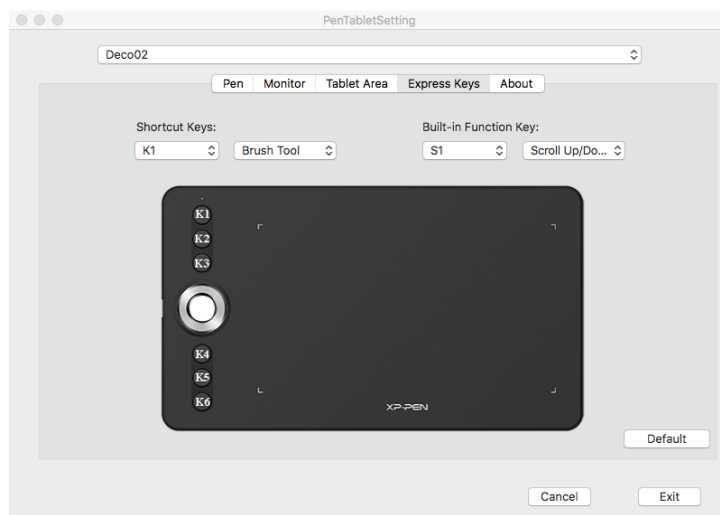 PenTabletSetting
Deco02
Pen Monitor Tablet Area Express Keys About
Shortcut Keys: Built-in Function Key:
K1 Brush Tool S1 Scroll Up/Do...
K1
K2
K3
K4
K5
K6
XP-PEN
Default
Cancel Exit